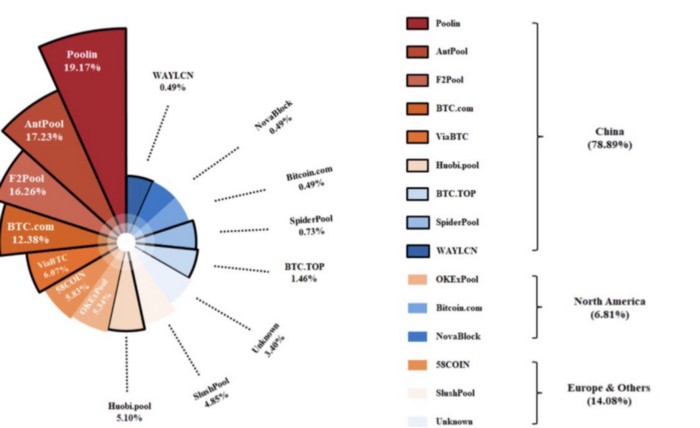 Poolin
19.17%
AntPool
17.23%
F2Pool
16.26%
BTC.com
12.38%
ViaBTC
6.07%
58COIN
5.83%
OKExPool
5.34%
Huobi.pool
5.10%
SlushPool
4.85%
Unknown
3.40%
BTC.TOP
1.46%
SpiderPool
0.73%
Bitcoin.com
0.49%
NovaBlock
0.49%
WAYLCN
0.49%
Poolin
AntPool
F2Pool
BTC.com
ViaBTC
Huobi.pool
BTC.TOP
SpiderPool
WAYLCN
China
(78.89%)
OKExPool
Bitcoin.com
NovaBlock
North America
(6.81%)
58COIN
SlushPool
Unknown
Europe & Others
(14.08%)